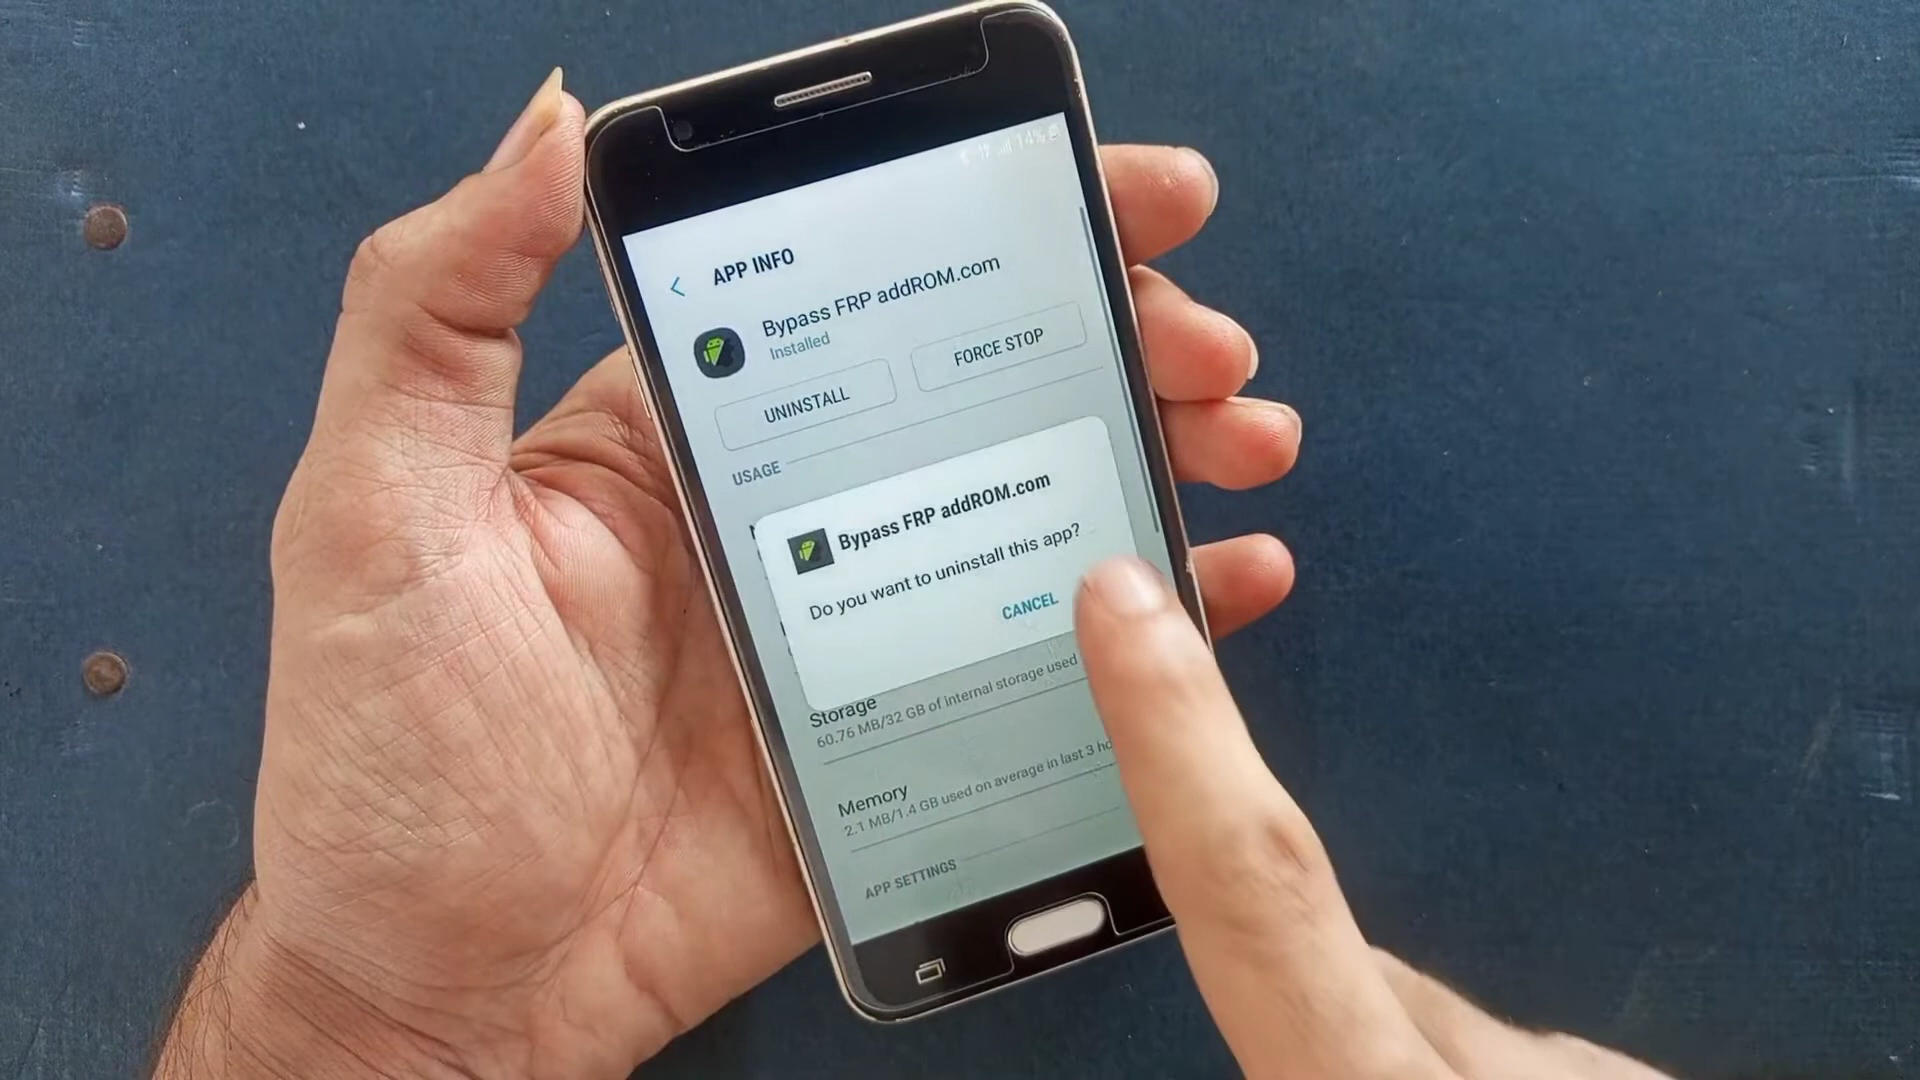 14%
APP INFO
Bypass FRP addROM.com
Installed
UNINSTALL
FORCE STOP
USAGE
Bypass FRP addROM.com
Do you want to uninstall this app?
CANCEL
Storage
60.76 MB/32 GB of internal storage used
Memory
2.1 MB/1.4 GB used on average in last 3
APP SETTINGS